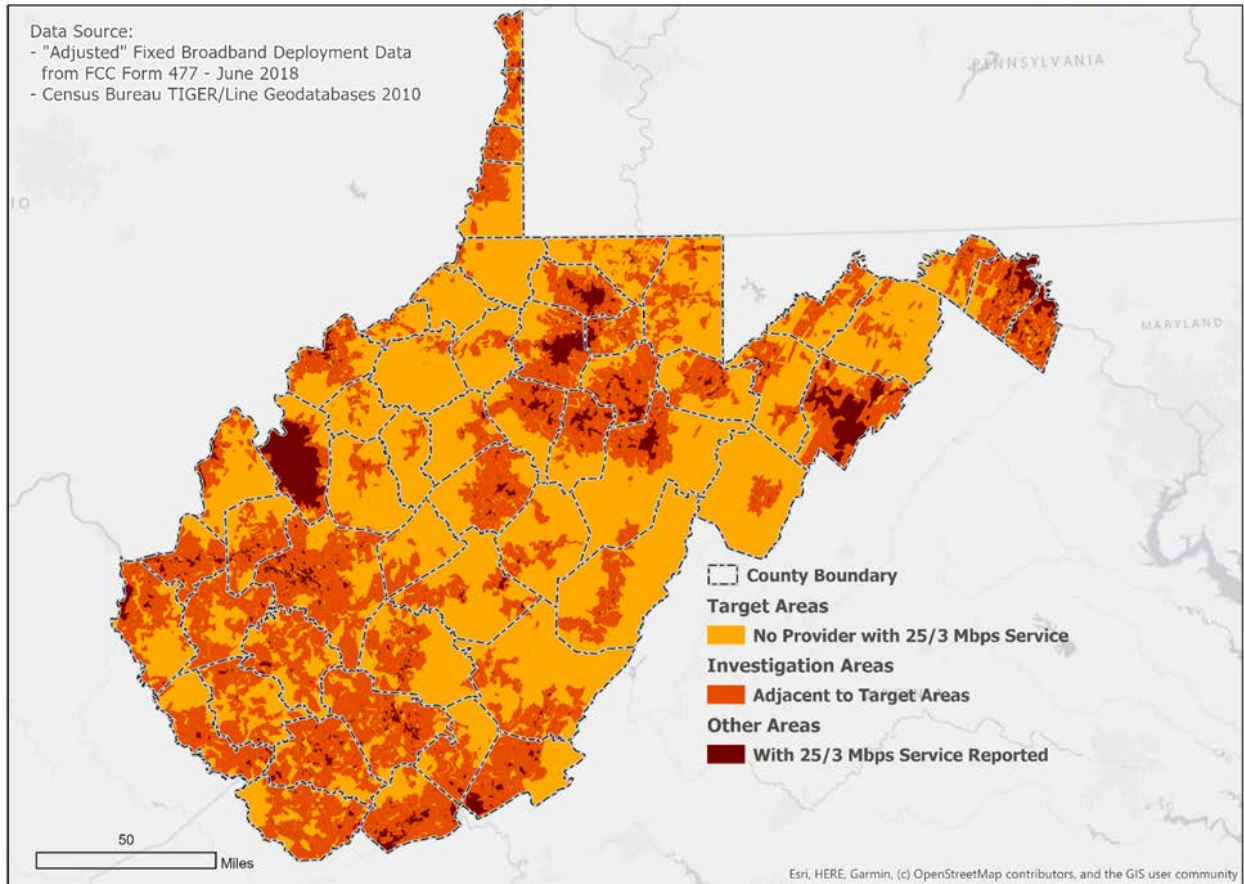 Data Source:
- "Adjusted" Fixed Broadband Deployment Data
from FCC Form 477 - June 2018
- Census Bureau TIGER/Line Geodatabases 2010
PENNSYLVANIA
IO
MARYLAND
County Boundary
Target Areas
No Provider with 25/3 Mbps Service
Investigation Areas
Adjacent to Target Areas
Other Areas
With 25/3 Mbps Service Reported
50
Miles
Esri, HERE, Garmin, (c) OpenStreetMap contributors, and the GIS user community